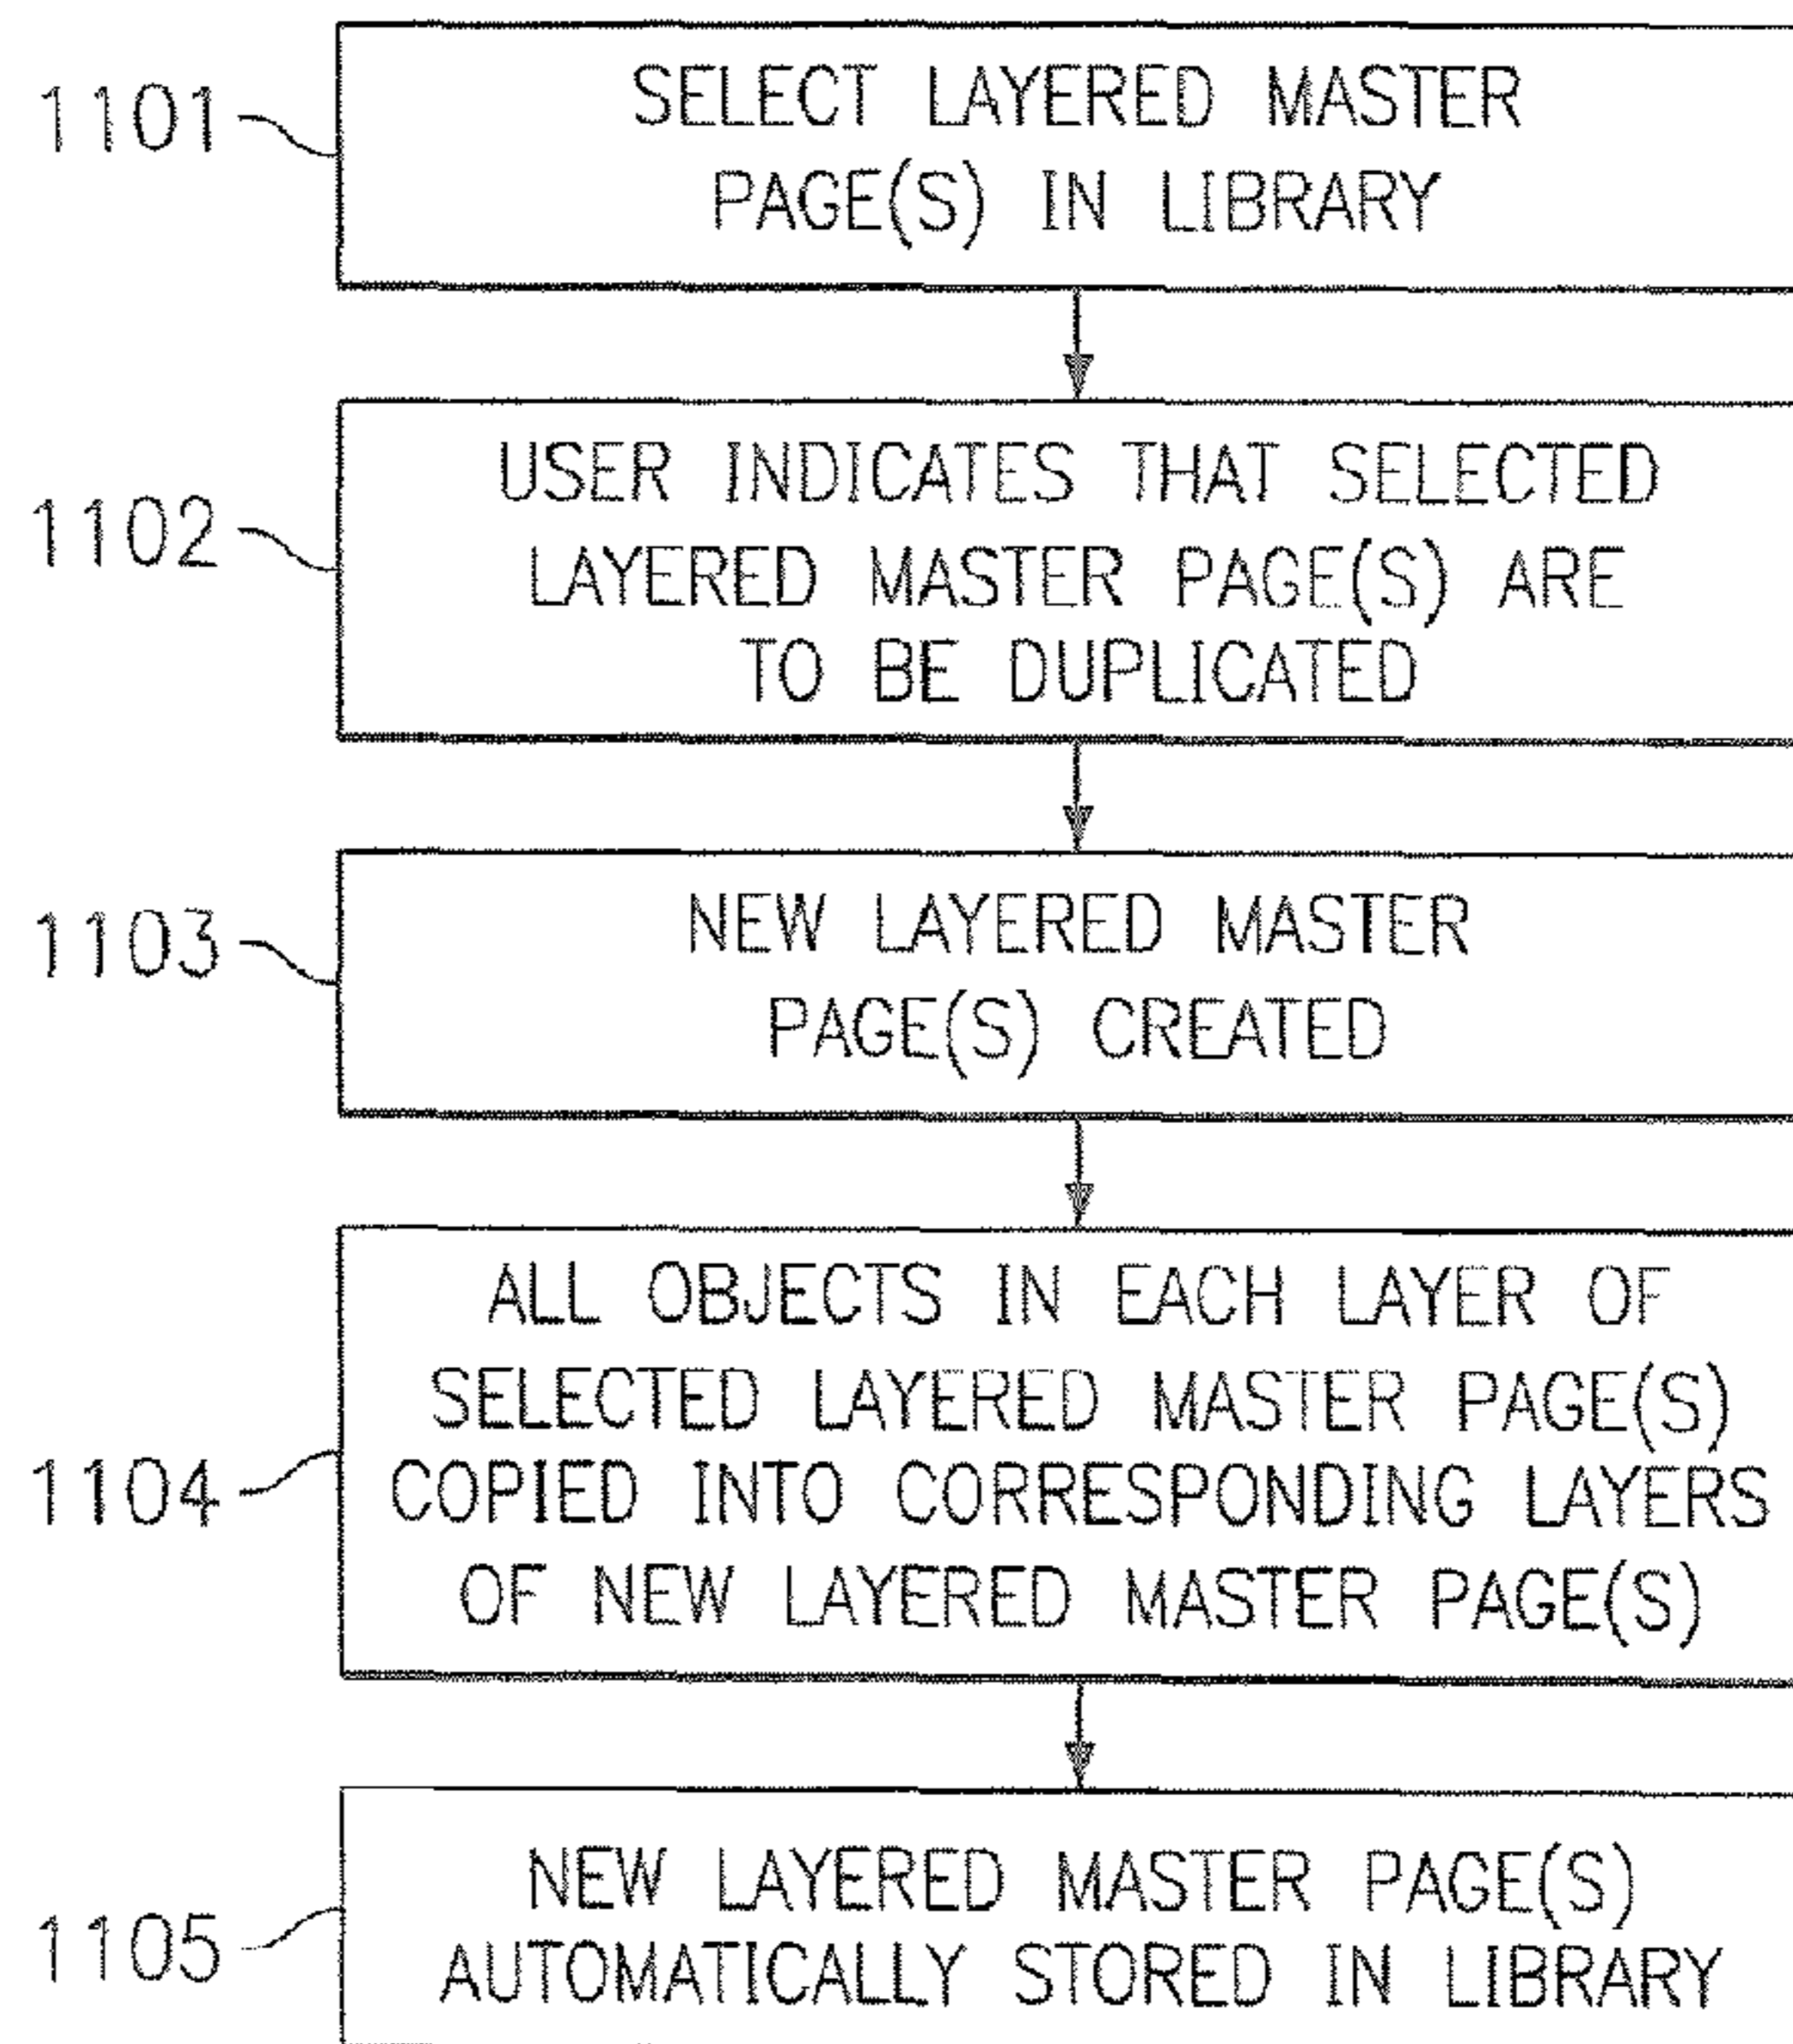 1101
SELECT LAYERED MASTER
PAGE(S) IN LIBRARY
1102
USER INDICATES THAT SELECTED
LAYERED MASTER PAGE(S) ARE
TO BE DUPLICATED
1103
NEW LAYERED MASTER
PAGE(S) CREATED
1104
ALL OBJECTS IN EACH LAYER OF
SELECTED LAYERED MASTER PAGE(S)
COPIED INTO CORRESPONDING LAYERS
OF NEW LAYERED MASTER PAGE(S)
1105
NEW LAYERED MASTER PAGE(S)
AUTOMATICALLY STORED IN LIBRARY